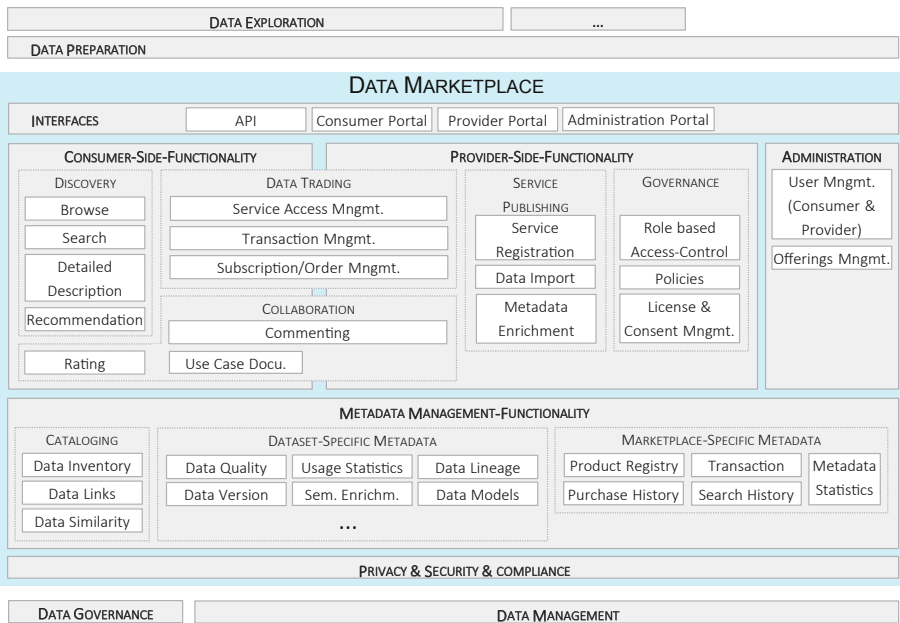 DATA EXPLORATION
...
DATA PREPARATION
DATA MARKETPLACE
INTERFACES
API
Consumer Portal
Provider Portal
Administration Portal
CONSUMER-SIDE-FUNCTIONALITY
PROVIDER-SIDE-FUNCTIONALITY
ADMINISTRATION
DISCOVERY
Browse
Search
Detailed
Description
Recommendation
DATA TRADING
Service Access Mngmt.
Transaction Mngmt.
Subscription/Order Mngmt.
COLLABORATION
Commenting
Rating
Use Case Docu.
SERVICE
PUBLISHING
Service
Registration
Data Import
Metadata
Enrichment
GOVERNANCE
Role based
Access-Control
Policies
License &
Consent Mngmt.
User Mngmt.
(Consumer &
Provider)
Offerings Mngmt.
METADATA MANAGEMENT-FUNCTIONALITY
CATALOGING
Data Inventory
Data Links
Data Similarity
DATASET-SPECIFIC METADATA
Data Quality
Usage Statistics
Data Lineage
Data Version
Sem. Enrichm.
Data Models
...
MARKETPLACE-SPECIFIC METADATA
Product Registry
Transaction
Metadata
Statistics
Purchase History
Search History
PRIVACY & SECURITY & COMPLIANCE
DATA GOVERNANCE
DATA MANAGEMENT